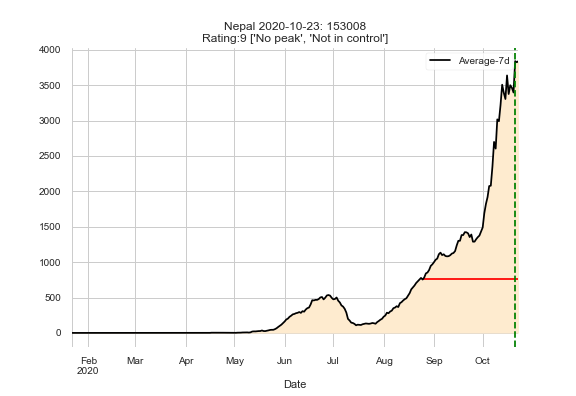 Nepal 2020-10-23: 153008
Rating:9 ['No peak', 'Not in control']
4000
Average-7d
3500
3000
2500
2000
1500
1000
500
0
Feb Mar Apr May Jun Jul Aug Sep Oct
2020
Date